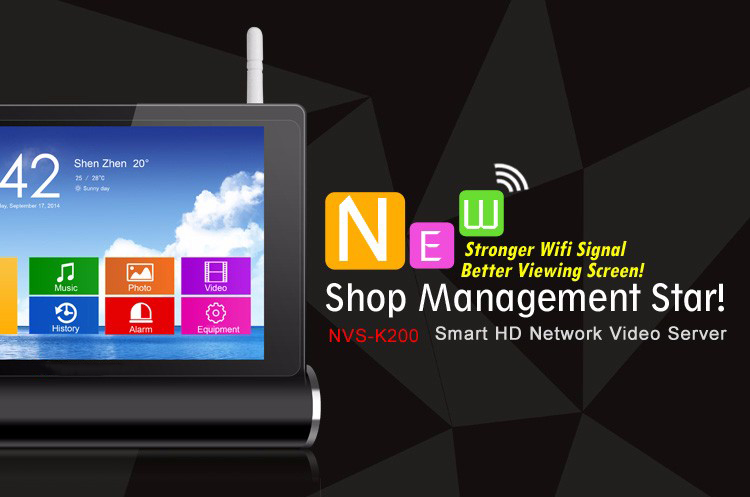 42
Shen Zhen 20°
25 / 28°C
Sunny day
day, September 17, 2014
Music
Photo
Video
History
Alarm
Equipment
NEW
Stronger Wifi Signal
Better Viewing Screen!
Shop Management Star!
NVS-K200 Smart HD Network Video Server